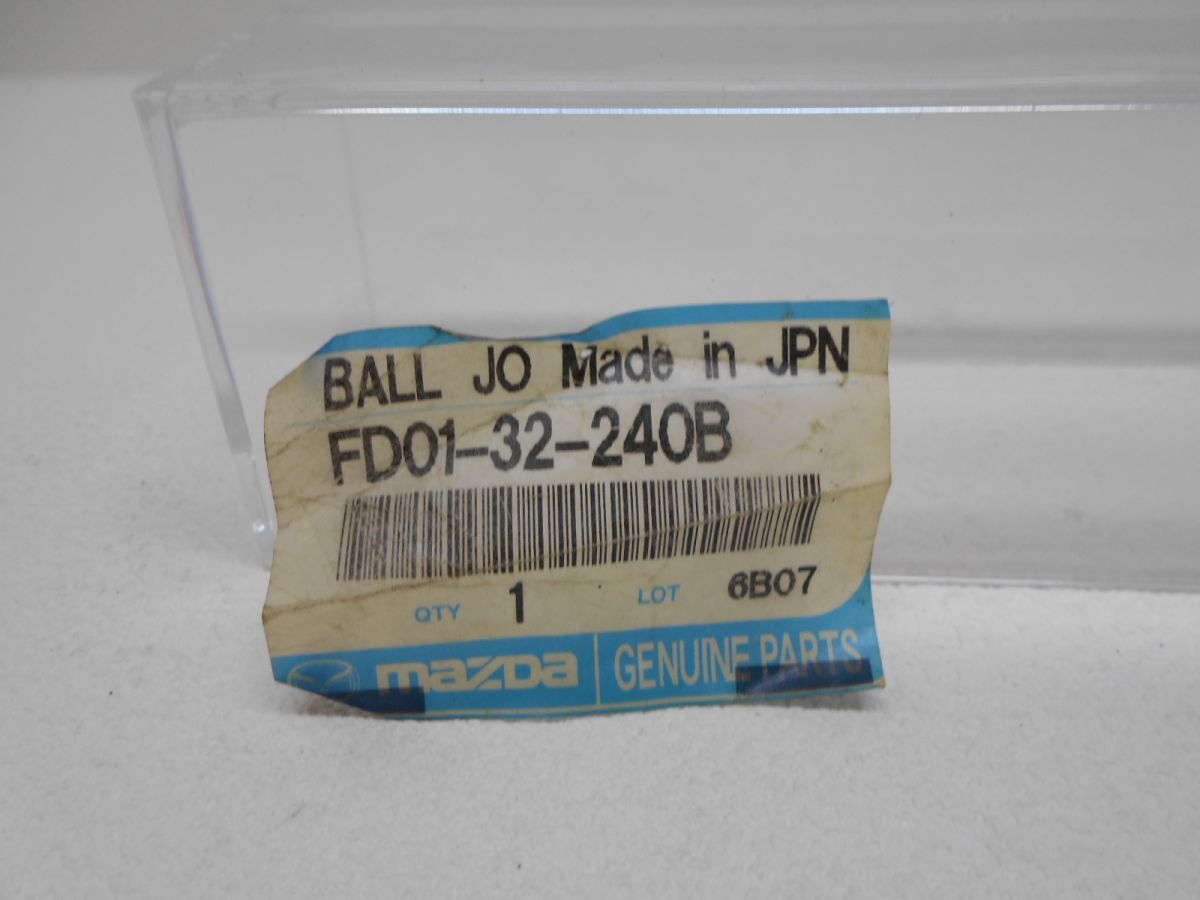 BALL JO Made in JPN
FD01-32-240B
QTY 1 LOT 6B07
mazda GENUINE PARTS